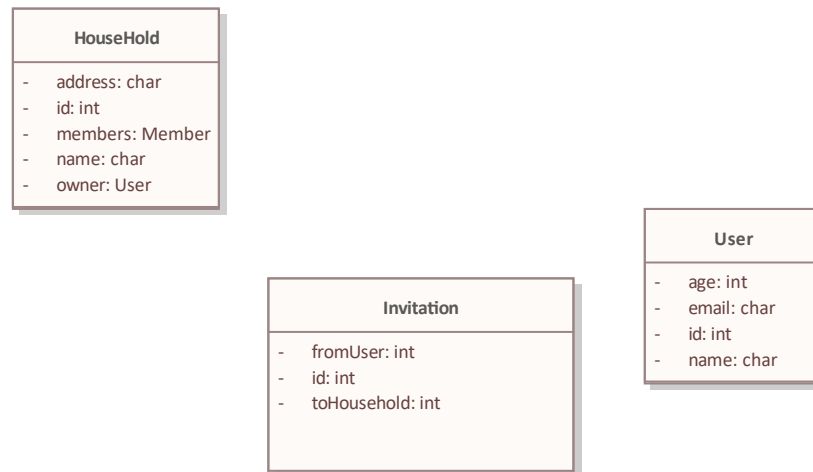 HouseHold
- address: char
- id: int
- members: Member
- name: char
- owner: User
Invitation
- fromUser: int
- id: int
- toHousehold: int
User
- age: int
- email: char
- id: int
- name: char